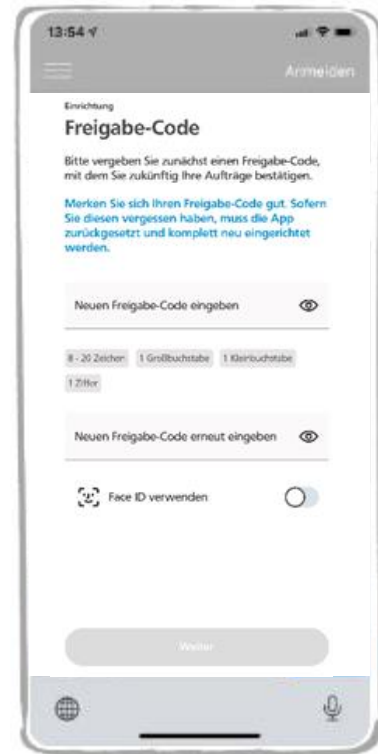 13:54
Anmelden
Einrichtung
Freigabe-Code
Bitte vergeben Sie zunächst einen Freigabe-Code,
mit dem Sie zukünftig Ihre Aufträge bestätigen.
Merken Sie sich Ihren Freigabe-Code gut. Sofern
Sie diesen vergessen haben, muss die App
zurückgesetzt und komplett neu eingerichtet
werden.
Neuen Freigabe-Code eingeben
8 - 20 Zeichen 1 Großbuchstabe 1 Kleinbuchstabe
1 Ziffer
Neuen Freigabe-Code erneut eingeben
Face ID verwenden
Weiter